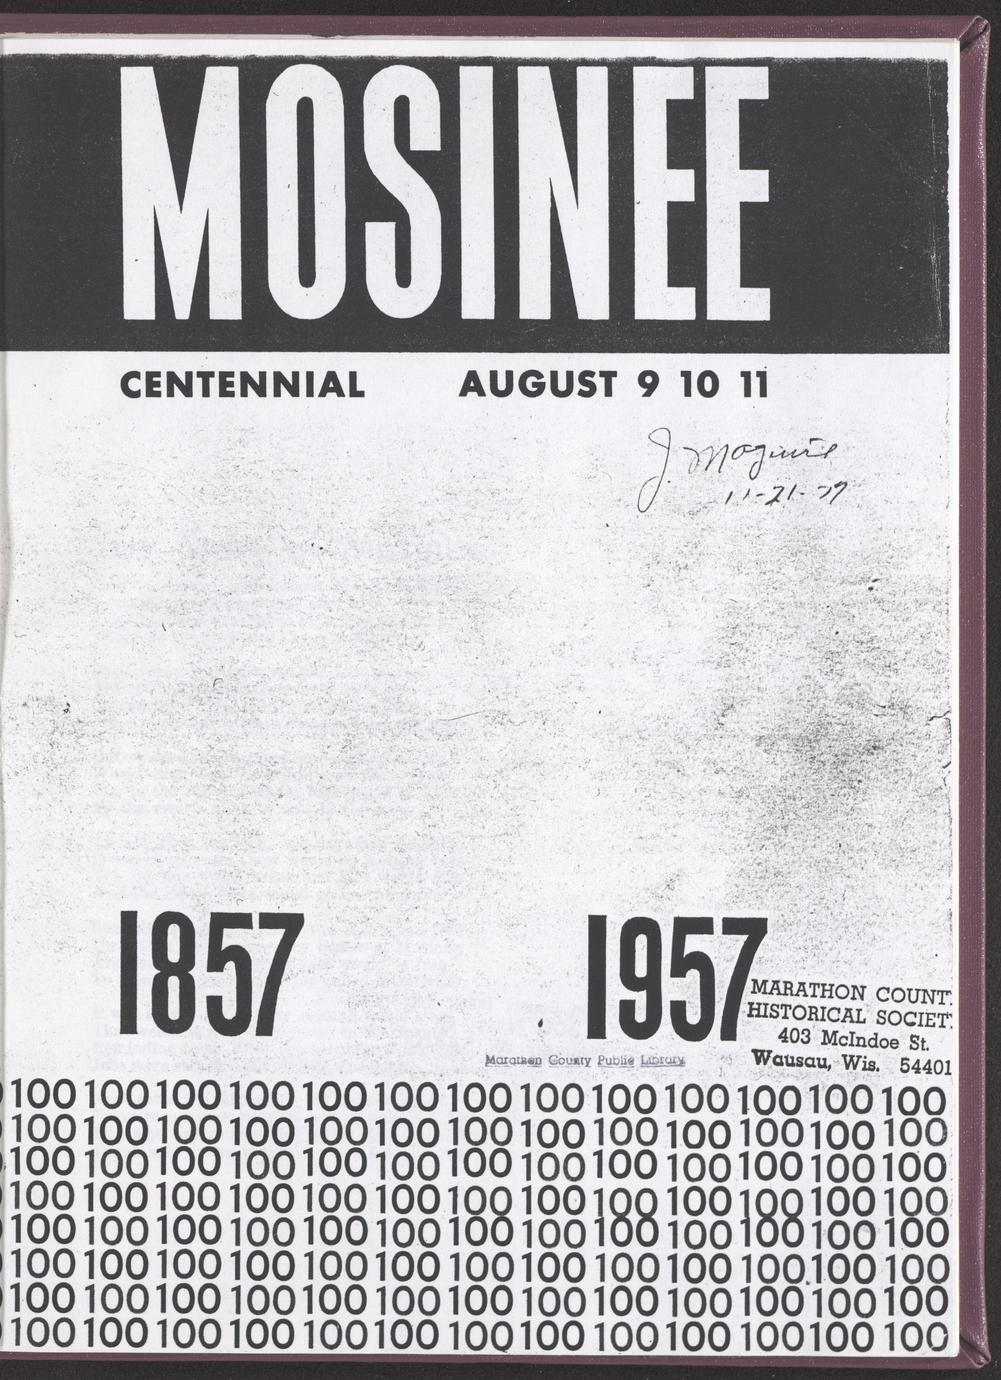 MOSINEE
CENTENNIAL AUGUST 9 10 11
J. Maguire
11-21-79
1857 1957
MARATHON COUNT
HISTORICAL SOCIET
403 McIndoe St.
Wausau, Wis. 54401
Marathon County Public Library
100 100 100 100 100 100 100 100 100 100 100 100 100
100 100 100 100 100 100 100 100 100 100 100 100 100
100 100 100 100 100 100 100 100 100 100 100 100 100
100 100 100 100 100 100 100 100 100 100 100 100 100
100 100 100 100 100 100 100 100 100 100 100 100 100
100 100 100 100 100 100 100 100 100 100 100 100 100
100 100 100 100 100 100 100 100 100 100 100 100 100
100 100 100 100 100 100 100 100 100 100 100 100 100